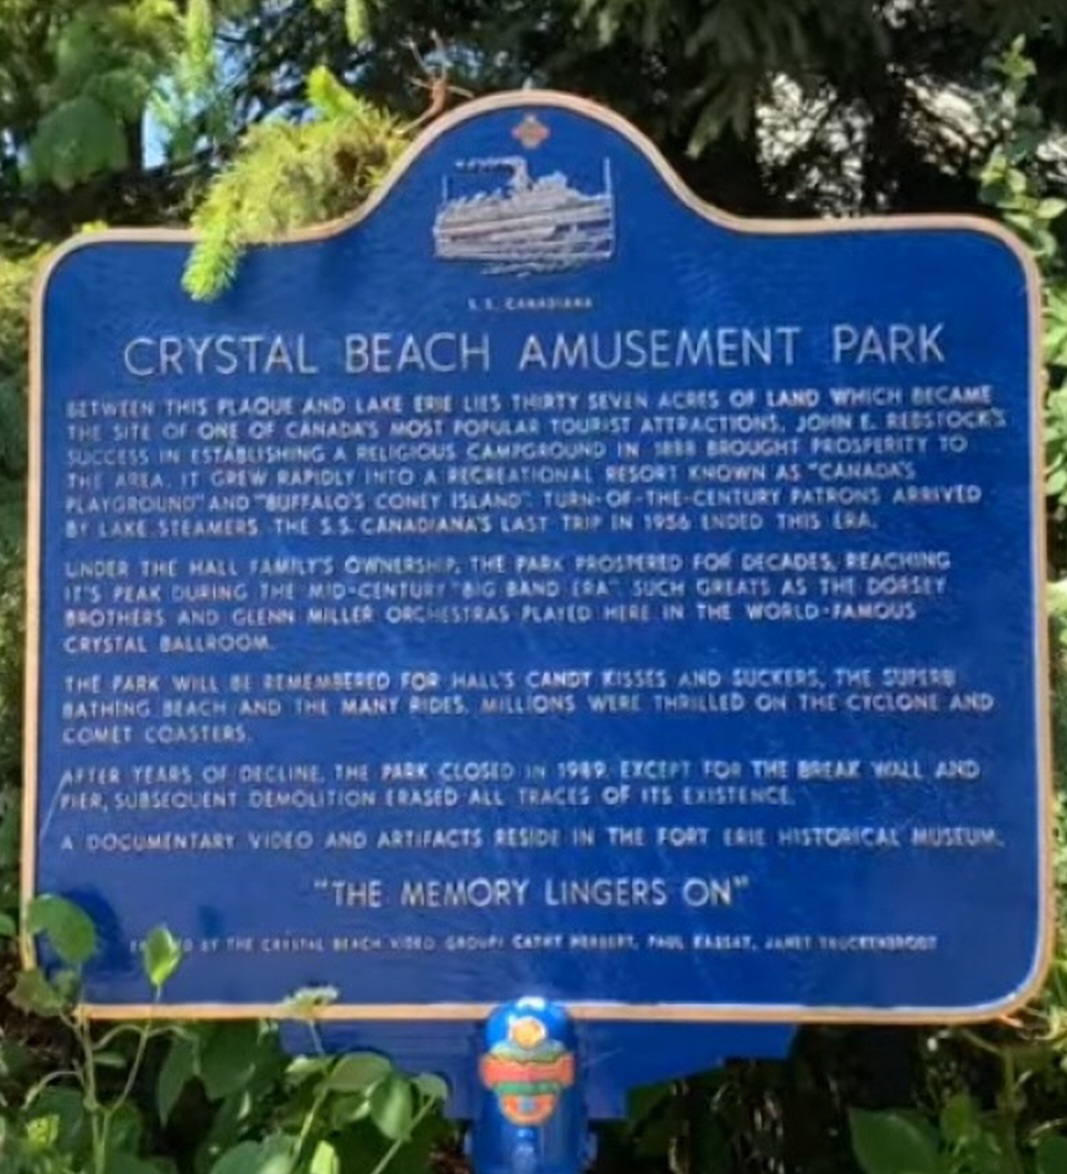 S.S. CANADIANA
CRYSTAL BEACH AMUSEMENT PARK
BETWEEN THIS PLAQUE AND LAKE ERIE LIES THIRTY SEVEN ACRES OF LAND WHICH BECAME
THE SITE OF ONE OF CANADA'S MOST POPULAR TOURIST ATTRACTIONS. JOHN E. REBSTOCK'S
SUCCESS IN ESTABLISHING A RELIGIOUS CAMPGROUND IN 1888 BROUGHT PROSPERITY TO
THE AREA. IT GREW RAPIDLY INTO A RECREATIONAL RESORT KNOWN AS "CANADA'S
PLAYGROUND" AND "BUFFALO'S CONEY ISLAND". TURN-OF-THE-CENTURY PATRONS ARRIVED
BY LAKE STEAMERS. THE S.S. CANADIANA'S LAST TRIP IN 1956 ENDED THIS ERA.
UNDER THE HALL FAMILY'S OWNERSHIP, THE PARK PROSPERED FOR DECADES, REACHING
IT'S PEAK DURING THE MID-CENTURY "BIG BAND ERA". SUCH GREATS AS THE DORSEY
BROTHERS AND GLENN MILLER ORCHESTRAS PLAYED HERE IN THE WORLD-FAMOUS
CRYSTAL BALLROOM.
THE PARK WILL BE REMEMBERED FOR HALL'S CANDY KISSES AND SUCKERS, THE SUPERB
BATHING BEACH AND THE MANY RIDES. MILLIONS WERE THRILLED ON THE CYCLONE AND
COMET COASTERS.
AFTER YEARS OF DECLINE, THE PARK CLOSED IN 1989. EXCEPT FOR THE BREAK WALL AND
PIER, SUBSEQUENT DEMOLITION ERASED ALL TRACES OF ITS EXISTENCE.
A DOCUMENTARY VIDEO AND ARTIFACTS RESIDE IN THE FORT ERIE HISTORICAL MUSEUM.
"THE MEMORY LINGERS ON"
BY THE CRYSTAL BEACH VIDEO GROUP: CATHY HERBERT, PAUL KASSAY, JANET TRUCKENBRODT